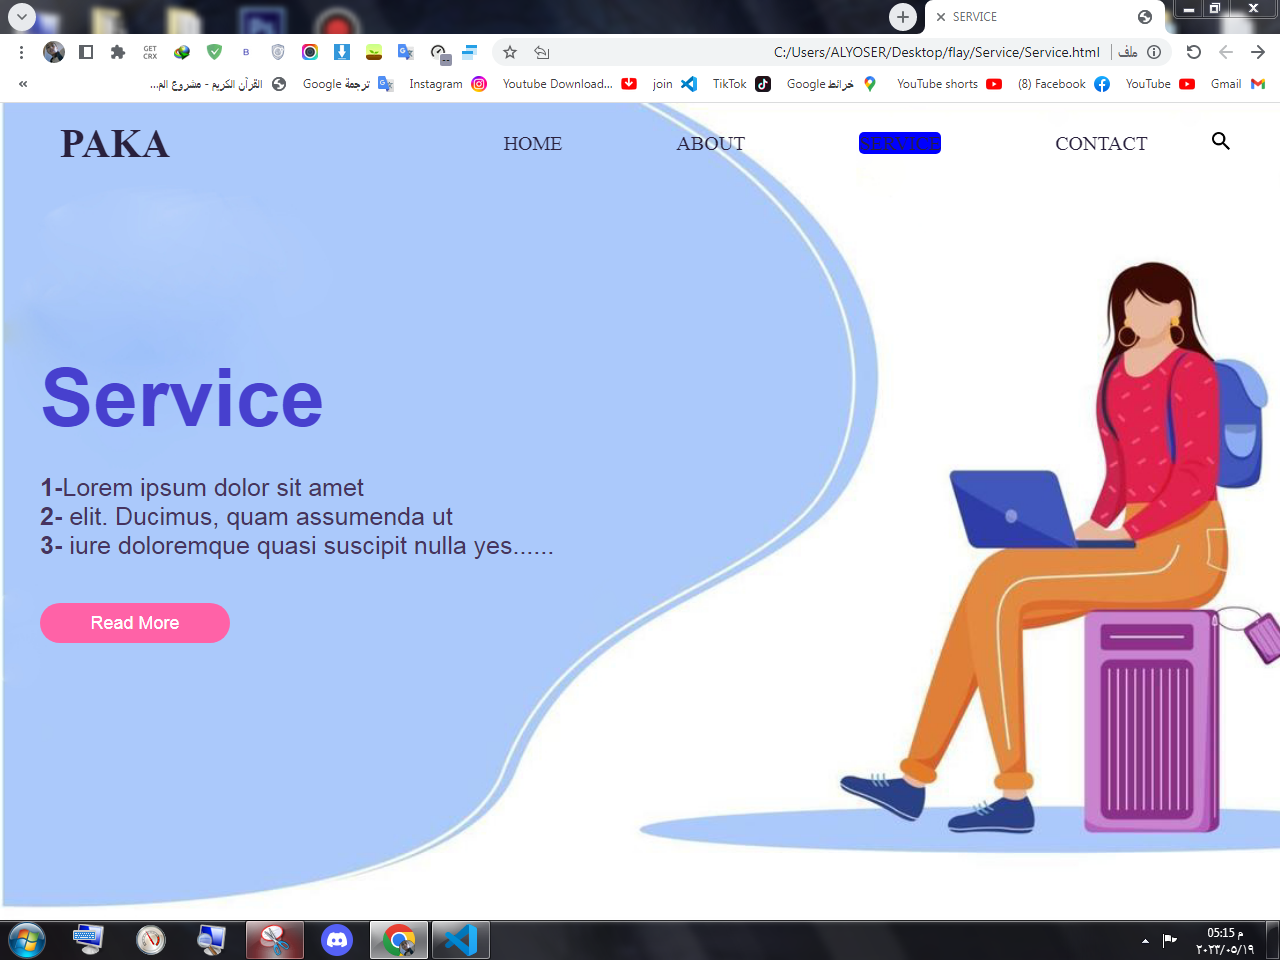 SERVICE
C:/Users/ALYOSER/Desktop/flay/Service/Service.html
ملف
GET
CRX
B
Gmail
YouTube
(8) Facebook
YouTube shorts
خرائط Google
TikTok
join
Youtube Download...
Instagram
ترجمة Google
القرآن الكريم - مشروع الم...
«
PAKA
HOME
ABOUT
SERVICE
CONTACT
Service
1-Lorem ipsum dolor sit amet
2- elit. Ducimus, quam assumenda ut
3- iure doloremque quasi suscipit nulla yes......
Read More
05:15 م
٢٠٢٣/٠٥/١٩